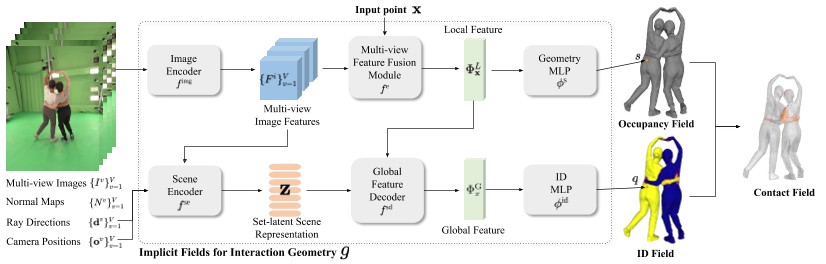 Input point x
Local Feature
Image
Encoder
f^img
{F^i}_{v=1}^V
Multi-view
Image Features
Multi-view
Feature Fusion
Module
f^v
Φ_x^L
Geometry
MLP
ϕ^s
s
Occupancy Field
Scene
Encoder
f^se
Z
Set-latent Scene
Representation
Global
Feature
Decoder
f^sd
Φ_x^G
Global Feature
ID
MLP
ϕ^id
q
ID Field
Contact Field
Multi-view Images {I^v}_{v=1}^V
Normal Maps {N^v}_{v=1}^V
Ray Directions {d^v}_{v=1}^V
Camera Positions {o^v}_{v=1}^V
Implicit Fields for Interaction Geometry g